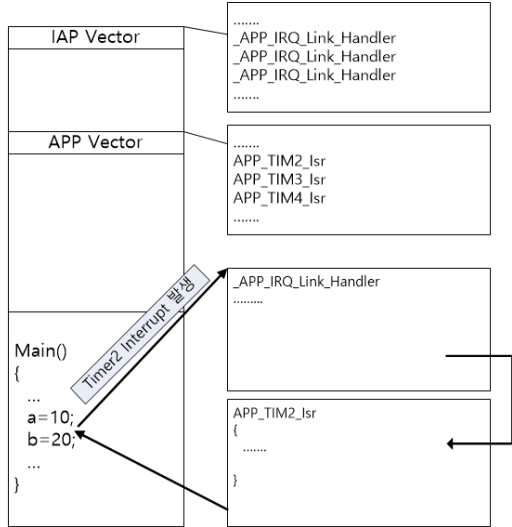 IAP Vector
.......
_APP_IRQ_Link_Handler
_APP_IRQ_Link_Handler
_APP_IRQ_Link_Handler
.......
APP Vector
.......
APP_TIM2_Isr
APP_TIM3_Isr
APP_TIM4_Isr
.......
Timer2 Interrupt 발생
_APP_IRQ_Link_Handler
.........
Main()
{
...
a=10;
b=20;
...
}
APP_TIM2_Isr
{
.......
}